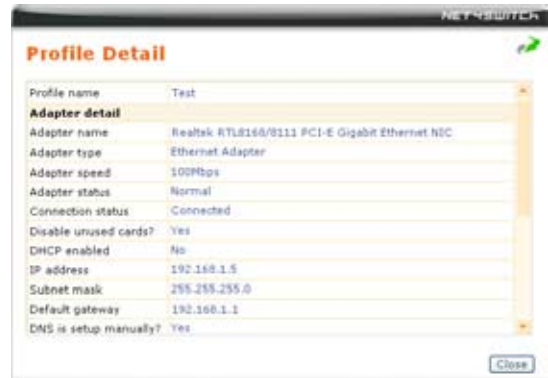 NET4SWITCH
Profile Detail
Profile name Test
Adapter detail
Adapter name Realtek RTL8168/8111 PCI-E Gigabit Ethernet NIC
Adapter type Ethernet Adapter
Adapter speed 100Mbps
Adapter status Normal
Connection status Connected
Disable unused cards? Yes
DHCP enabled No
IP address 192.168.1.5
Subnet mask 255.255.255.0
Default gateway 192.168.1.1
DNS is setup manually? Yes
Close